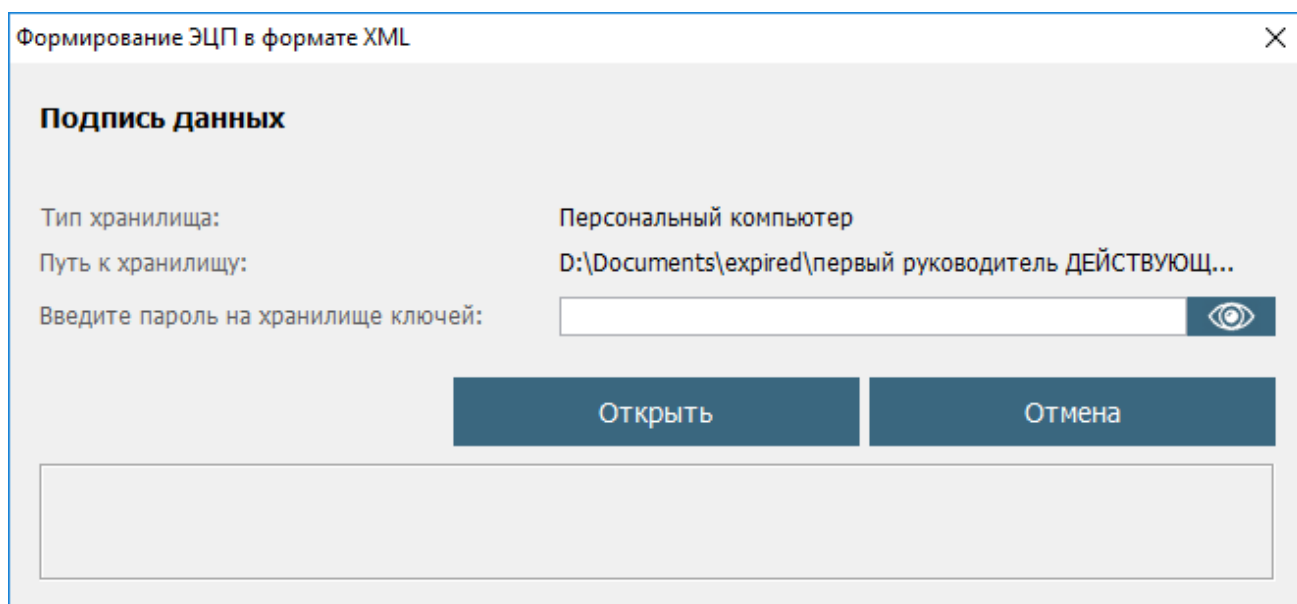 Формирование ЭЦП в формате XML
Подпись данных
Тип хранилища: Персональный компьютер
Путь к хранилищу: D:\Documents\expired\первый руководитель ДЕЙСТВУЮЩ...
Введите пароль на хранилище ключей:
Открыть Отмена